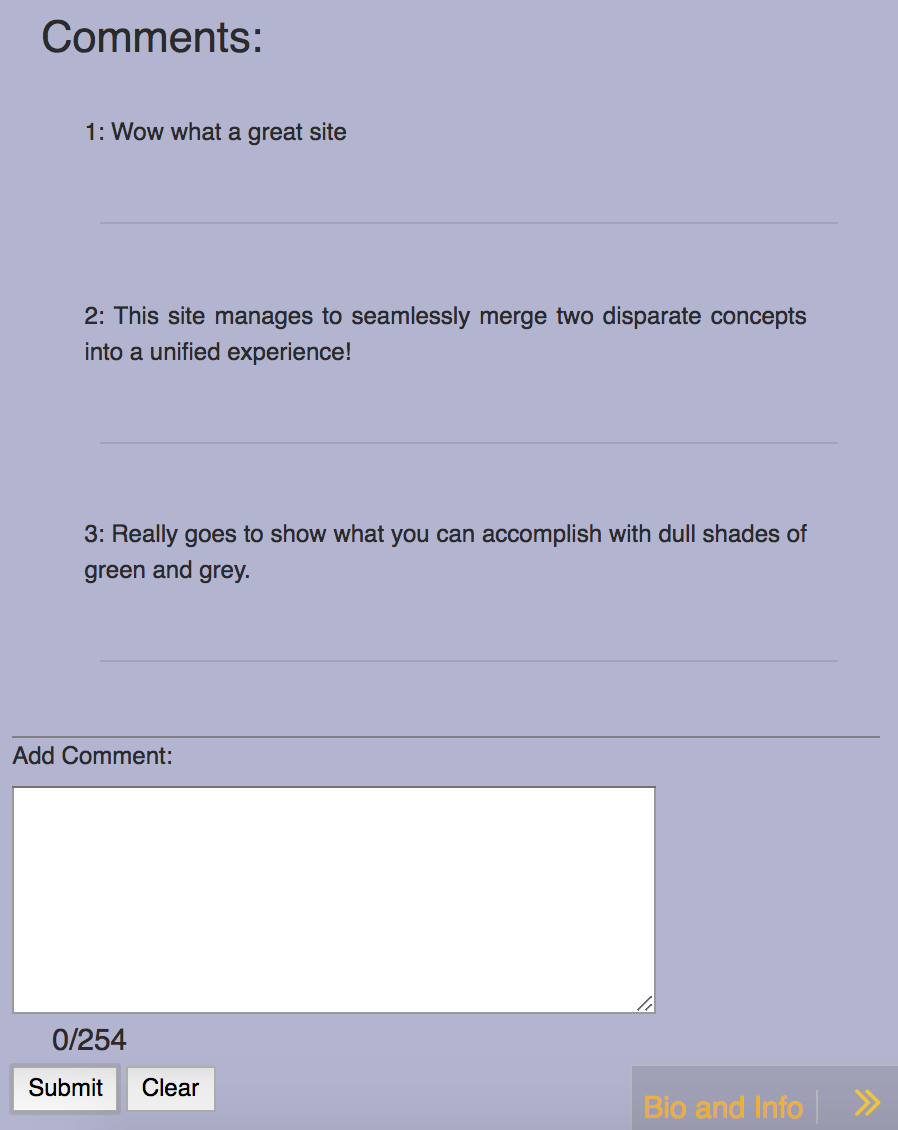 Comments:
1: Wow what a great site
2: This site manages to seamlessly merge two disparate concepts
into a unified experience!
3: Really goes to show what you can accomplish with dull shades of
green and grey.
Add Comment:
0/254
Submit Clear
Bio and Info